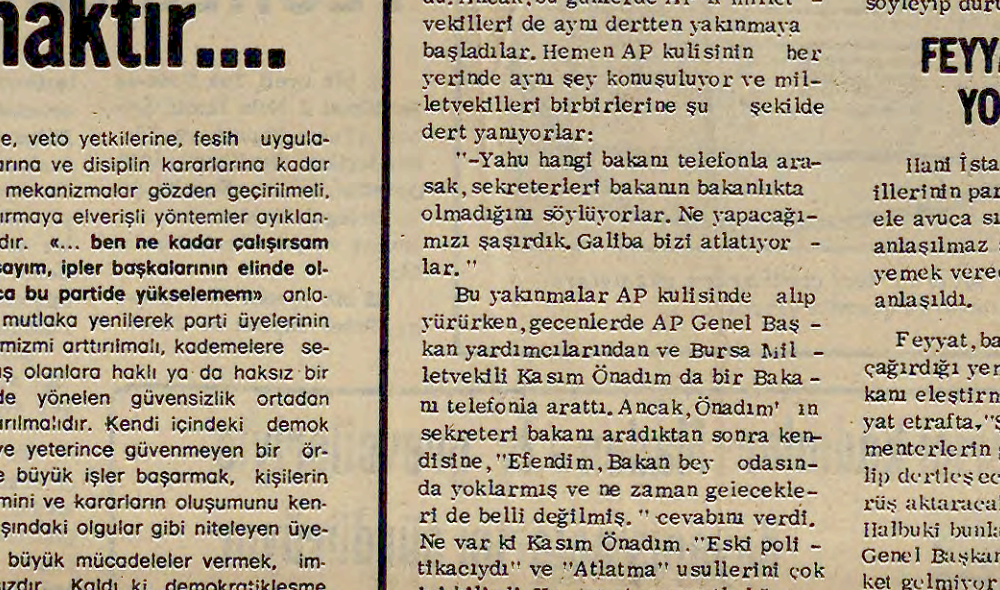 naktır....
e, veto yetkilerine, fesih uygula-
arına ve disiplin kararlarına kadar
mekanizmalar gözden geçirilmeli,
ırmaya elverişli yöntemler ayıklan-
dır. «... ben ne kadar çalışırsam
sayım, ipler başkalarının elinde ol-
ca bu partide yükselemem» anla-
mutlaka yenilerek parti üyelerinin
mizmi arttırılmalı, kademelere se-
ış olanlara haklı ya da haksız bir
de yönelen güvensizlik ortadan
ırılmalıdır. Kendi içindeki demok
ve yeterince güvenmeyen bir ör-
e büyük işler başarmak, kişilerin
mini ve kararların oluşumunu ken-
şındaki olgular gibi niteleyen üye-
büyük mücadeleler vermek, im-
sızdır. Kaldı ki demokratikleşme
vekilleri de aynı dertten yakınmaya
başladılar. Hemen AP kulisinin her
yerinde aynı şey konuşuluyor ve mil-
letvekilleri birbirlerine şu şekilde
dert yanıyorlar:
"-Yahu hangi bakanı telefonla ara-
sak, sekreterleri bakanın bakanlıkta
olmadığını söylüyorlar. Ne yapacağı-
mızı şaşırdık. Galiba bizi atlatıyor -
lar."
Bu yakınmalar AP kulisinde alıp
yürürken, gecenlerde AP Genel Baş -
kan yardımcılarından ve Bursa Mil -
letvekili Kasım Önadım da bir Baka -
nı telefonla arattı. Ancak, Önadım' ın
sekreteri bakanı aradıktan sonra ken-
disine, "Efendim, Bakan bey odasın-
da yoklarmış ve ne zaman gelecekle-
ri de belli değilmiş." cevabını verdi.
Ne var ki Kasım Önadım. "Eski poli -
tikacıydı" ve "Atlatma" usullerini çok
söyleyip dur
FEYY
YO
Hani İsta
illerinin par
ele avuca sı
anlaşılmaz
yemek vere
anlaşıldı.
Feyyat, ba
çağırdığı yer
kanı eleştirn
yat etrafta, "S
menterlerin
lip dertleşec
rüş aktaraca
Halbuki bunla
Genel Başkan
ket gelmiyor